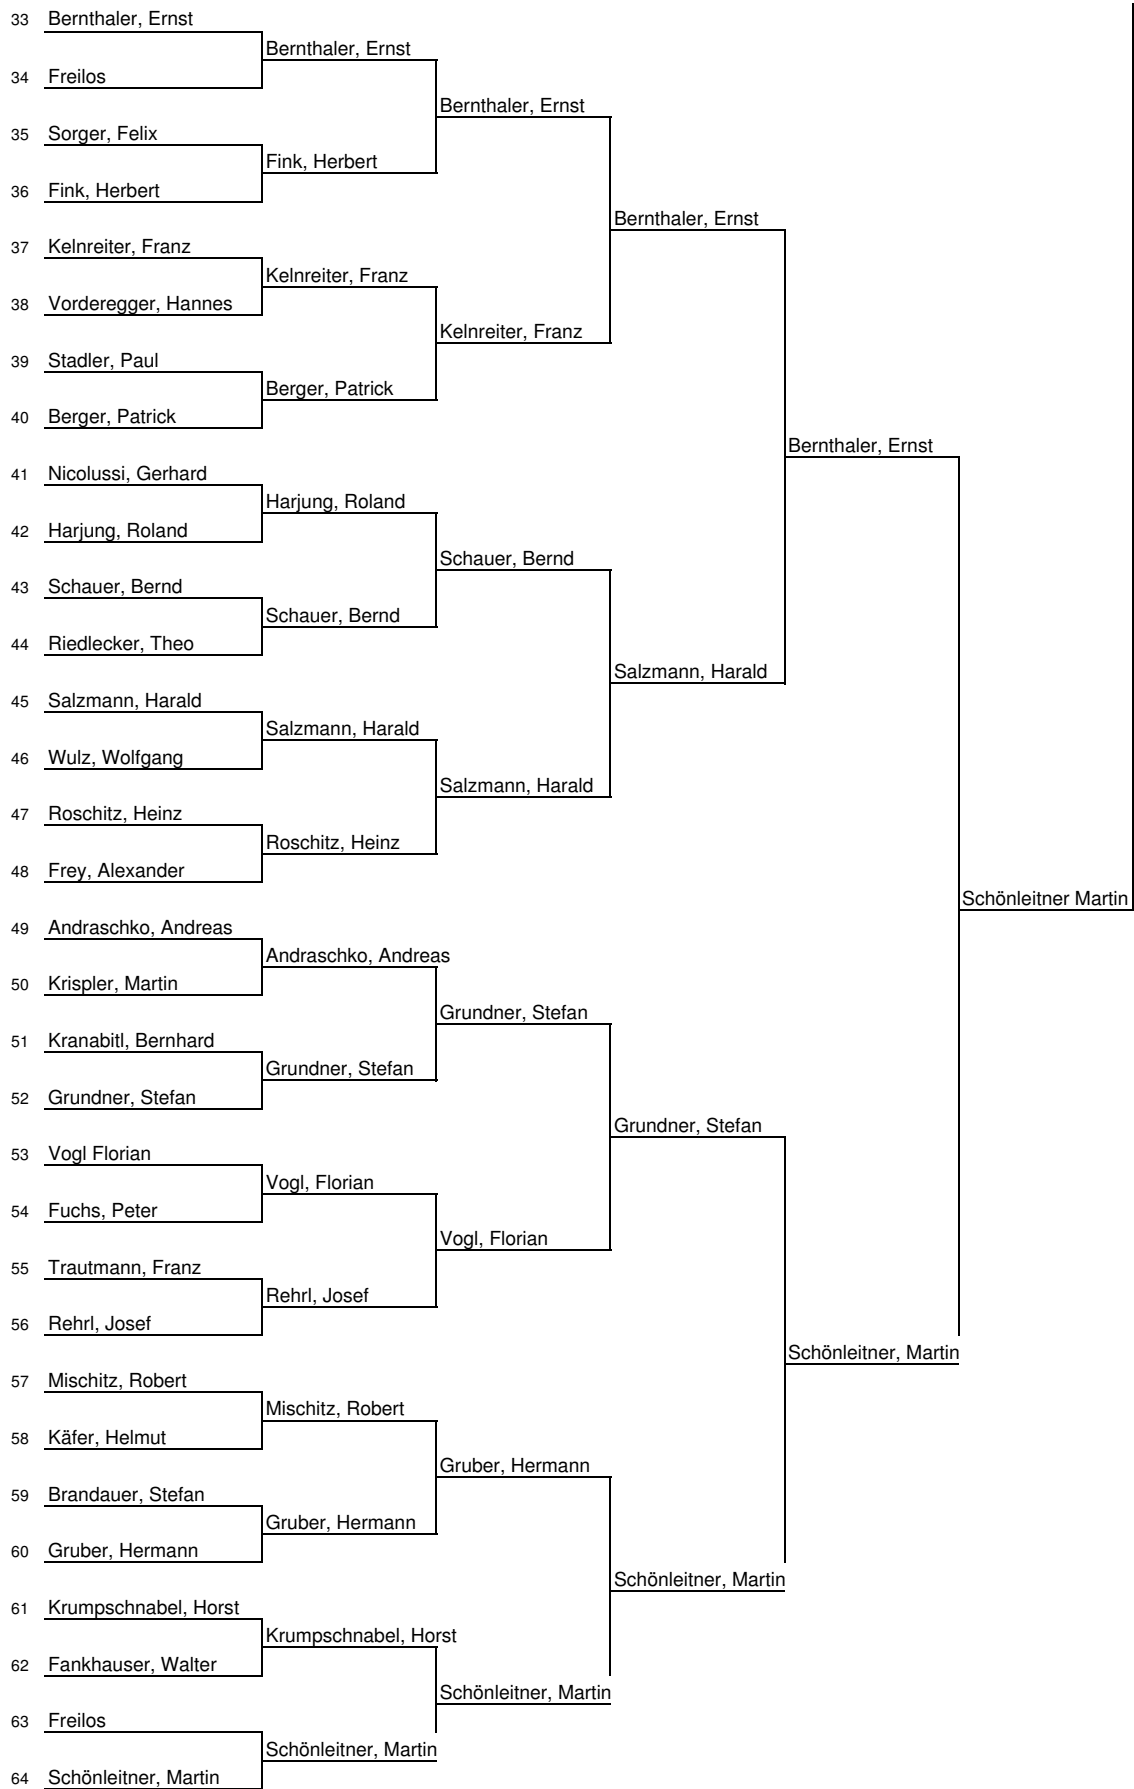 33 Bernthaler, Ernst
Bernthaler, Ernst
34 Freilos
Bernthaler, Ernst
35 Sorger, Felix
Fink, Herbert
36 Fink, Herbert
Bernthaler, Ernst
37 Kelnreiter, Franz
Kelnreiter, Franz
38 Vorderegger, Hannes
Kelnreiter, Franz
39 Stadler, Paul
Berger, Patrick
40 Berger, Patrick
Bernthaler, Ernst
41 Nicolussi, Gerhard
Harjung, Roland
42 Harjung, Roland
Schauer, Bernd
43 Schauer, Bernd
Schauer, Bernd
44 Riedlecker, Theo
Salzmann, Harald
45 Salzmann, Harald
Salzmann, Harald
46 Wulz, Wolfgang
Salzmann, Harald
47 Roschitz, Heinz
Roschitz, Heinz
48 Frey, Alexander
Schönleitner Martin
49 Andraschko, Andreas
Andraschko, Andreas
50 Krispler, Martin
Grundner, Stefan
51 Kranabitl, Bernhard
Grundner, Stefan
52 Grundner, Stefan
Grundner, Stefan
53 Vogl Florian
Vogl, Florian
54 Fuchs, Peter
Vogl, Florian
55 Trautmann, Franz
Rehrl, Josef
56 Rehrl, Josef
Schönleitner, Martin
57 Mischitz, Robert
Mischitz, Robert
58 Käfer, Helmut
Gruber, Hermann
59 Brandauer, Stefan
Gruber, Hermann
60 Gruber, Hermann
Schönleitner, Martin
61 Krumpschnabel, Horst
Krumpschnabel, Horst
62 Fankhauser, Walter
Schönleitner, Martin
63 Freilos
Schönleitner, Martin
64 Schönleitner, Martin